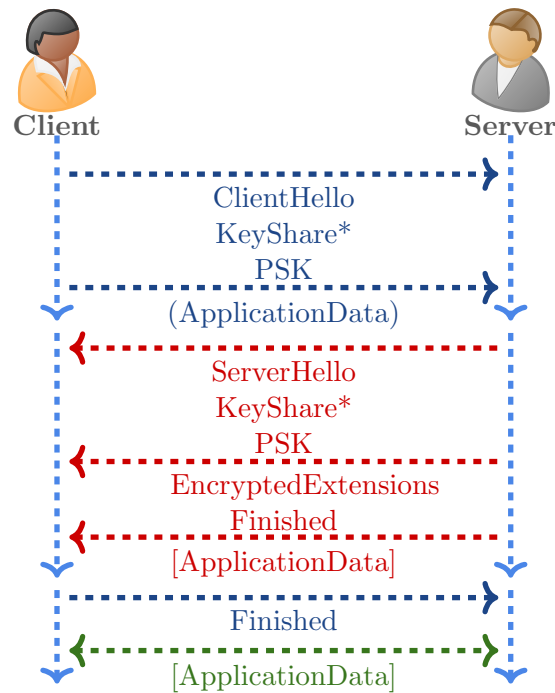 Client Server
ClientHello
KeyShare*
PSK
(ApplicationData)
ServerHello
KeyShare*
PSK
EncryptedExtensions
Finished
[ApplicationData]
Finished
[ApplicationData]